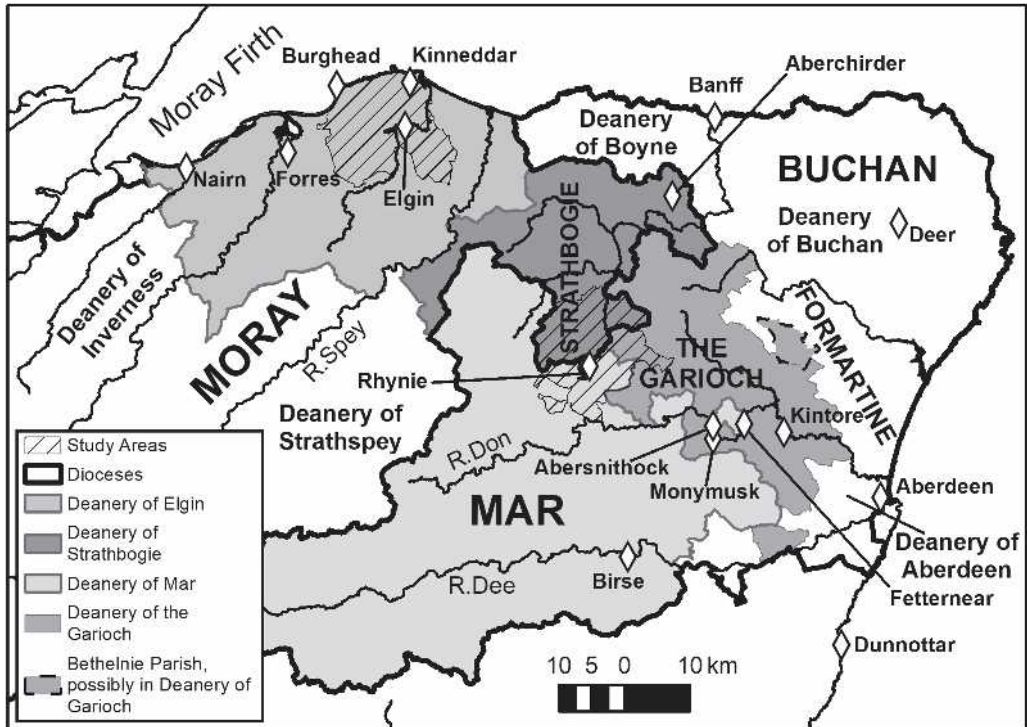 Burghead
Kinneddar
Moray Firth
Aberchirder
Banff
Deanery
of Boyne
BUCHAN
Nairn
Forres
Elgin
Deanery
of Buchan
Deer
Deanery of
Inverness
STRATHBOGIE
MORAY
R.Spey
FORMARTINE
THE
GARIOCH
Rhynie
Deanery of
Strathspey
Kintore
R.Don
Abersnithock
Monymusk
MAR
Aberdeen
Deanery of
Aberdeen
Birse
R.Dee
Fetternear
Dunnottar
10 5 0 10 km
Study Areas
Dioceses
Deanery of Elgin
Deanery of
Strathbogie
Deanery of Mar
Deanery of the
Garioch
Bethelnie Parish,
possibly in Deanery of
Garioch